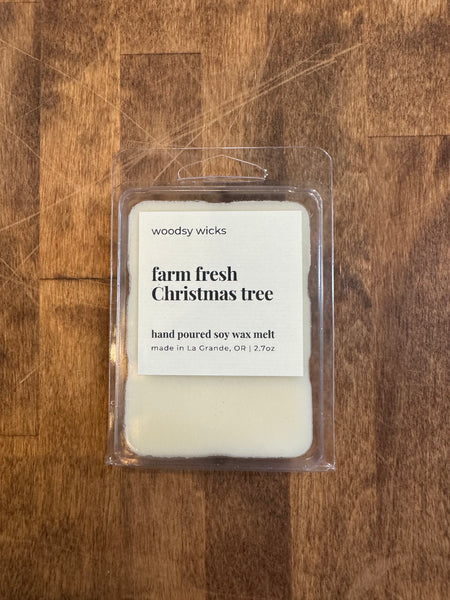 woodsy wicks
farm fresh
Christmas tree
hand poured soy wax melt
made in La Grande, OR | 2.7oz